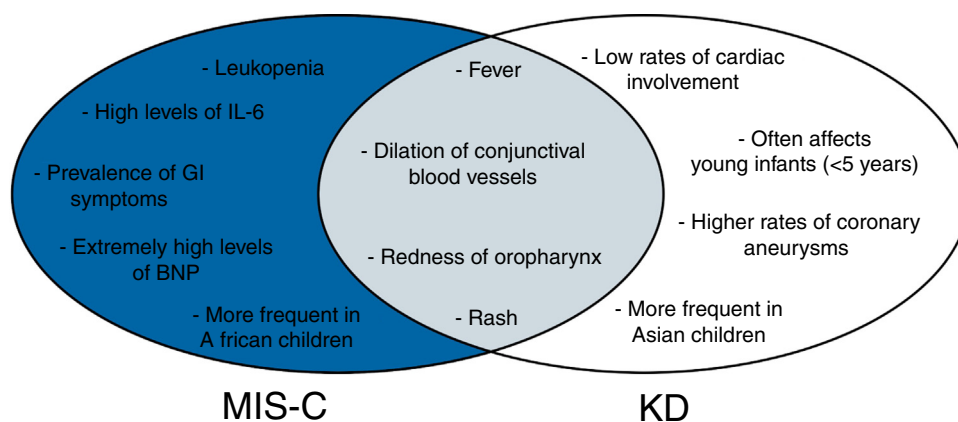 - Leukopenia
- High levels of IL-6
- Prevalence of GI
symptoms
- Extremely high levels
of BNP
- More frequent in
A frican children
- Fever
- Dilation of conjunctival
blood vessels
- Redness of oropharynx
- Rash
- Low rates of cardiac
involvement
- Often affects
young infants (<5 years)
- Higher rates of coronary
aneurysms
- More frequent in
Asian children
MIS-C
KD